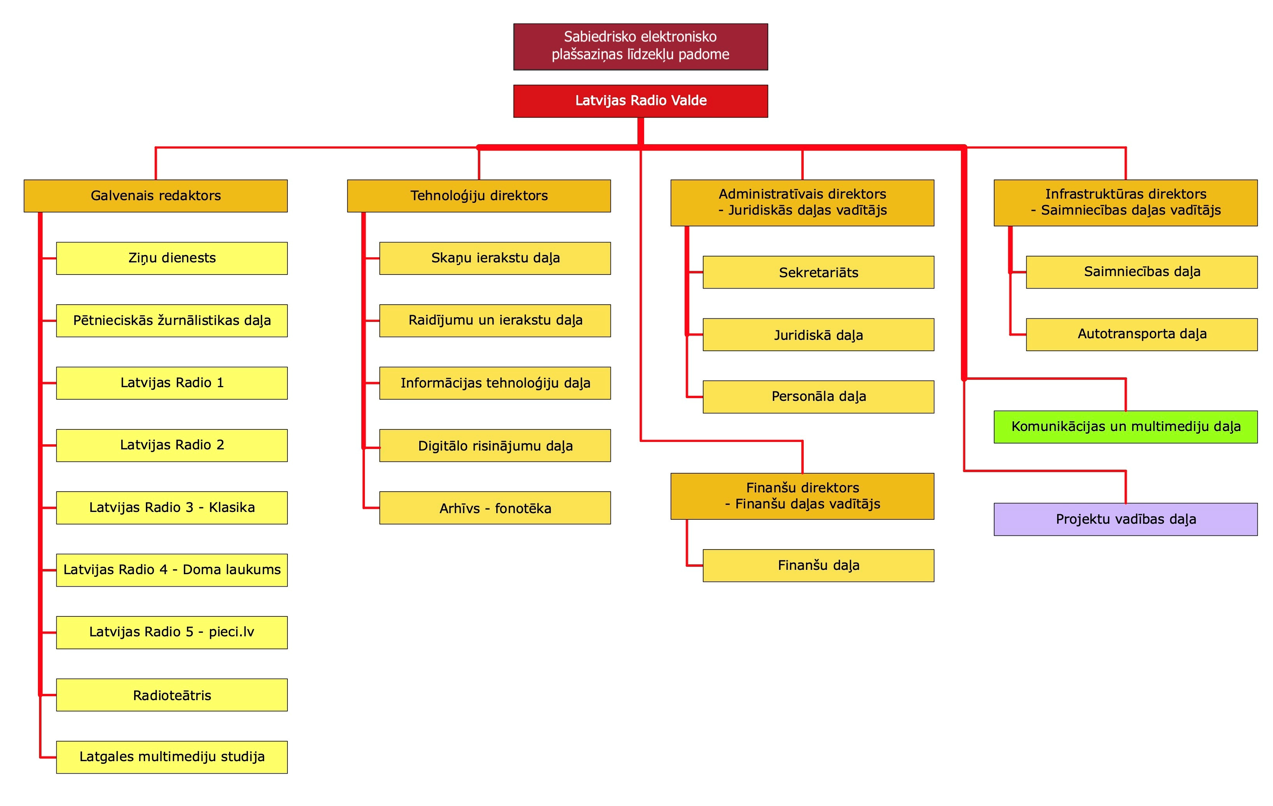 Sabiedrisko elektronisko
plašsaziņas līdzekļu padome
Latvijas Radio Valde
Galvenais redaktors
Ziņu dienests
Pētnieciskās žurnālistikas daļa
Latvijas Radio 1
Latvijas Radio 2
Latvijas Radio 3 - Klasika
Latvijas Radio 4 - Doma laukums
Latvijas Radio 5 - pieci.lv
Radioteātris
Latgales multimediju studija
Tehnoloģiju direktors
Skaņu ierakstu daļa
Raidījumu un ierakstu daļa
Informācijas tehnoloģiju daļa
Digitālo risinājumu daļa
Arhīvs - fonotēka
Administratīvais direktors
- Juridiskās daļas vadītājs
Sekretariāts
Juridiskā daļa
Personāla daļa
Finanšu direktors
- Finanšu daļas vadītājs
Finanšu daļa
Infrastruktūras direktors
- Saimniecības daļas vadītājs
Saimniecības daļa
Autotransporta daļa
Komunikācijas un multimediju daļa
Projektu vadības daļa